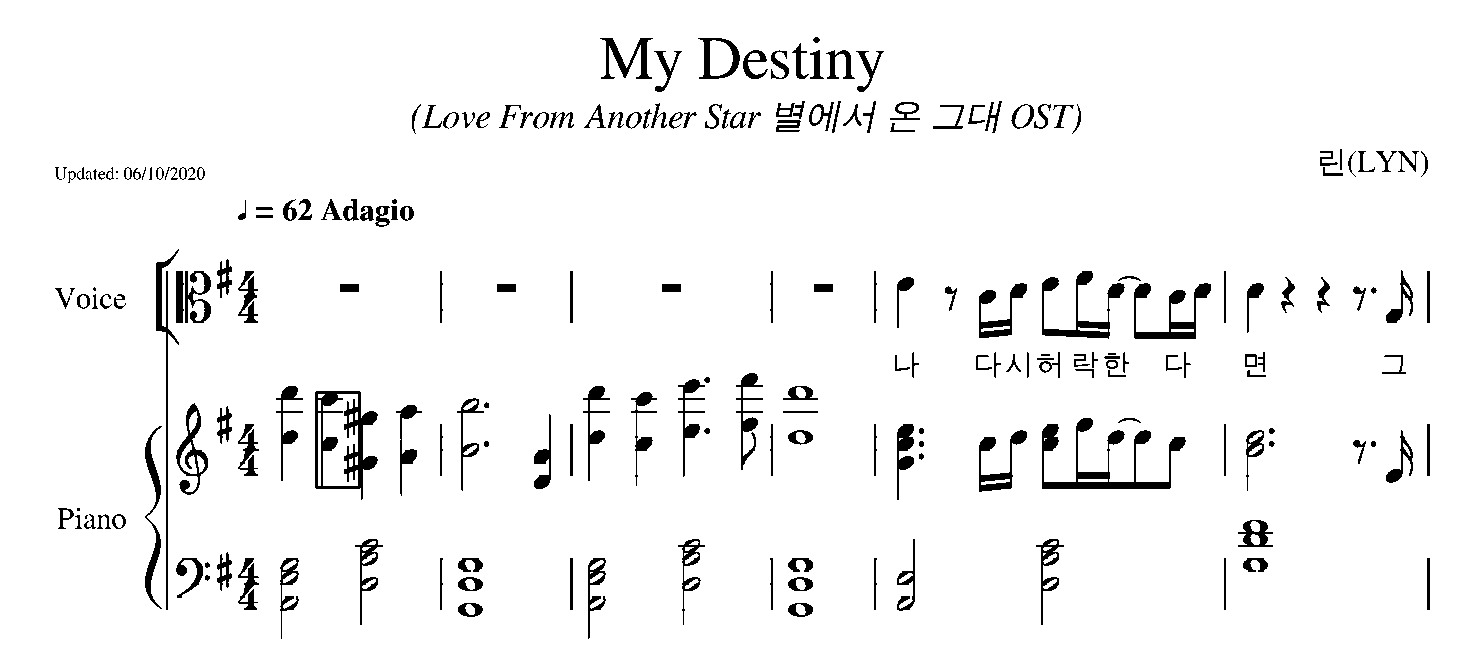 My Destiny
(Love From Another Star 별에서 온 그대 OST)
린(LYN)
Updated: 06/10/2020
♩ = 62 Adagio
Voice
나 다시허락한 다 면 그
Piano